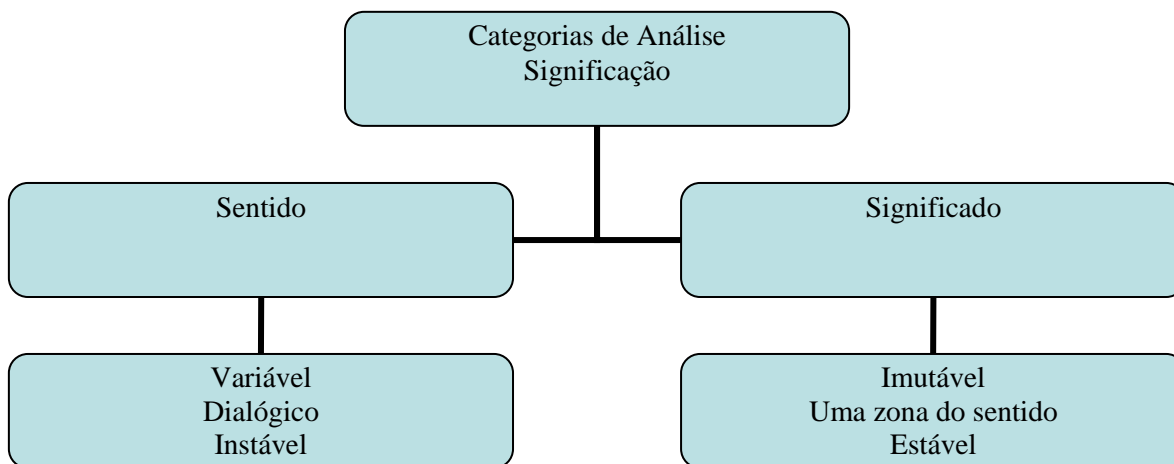 Categorias de Análise
Significação
Sentido
Significado
Variável
Dialógico
Instável
Imutável
Uma zona do sentido
Estável